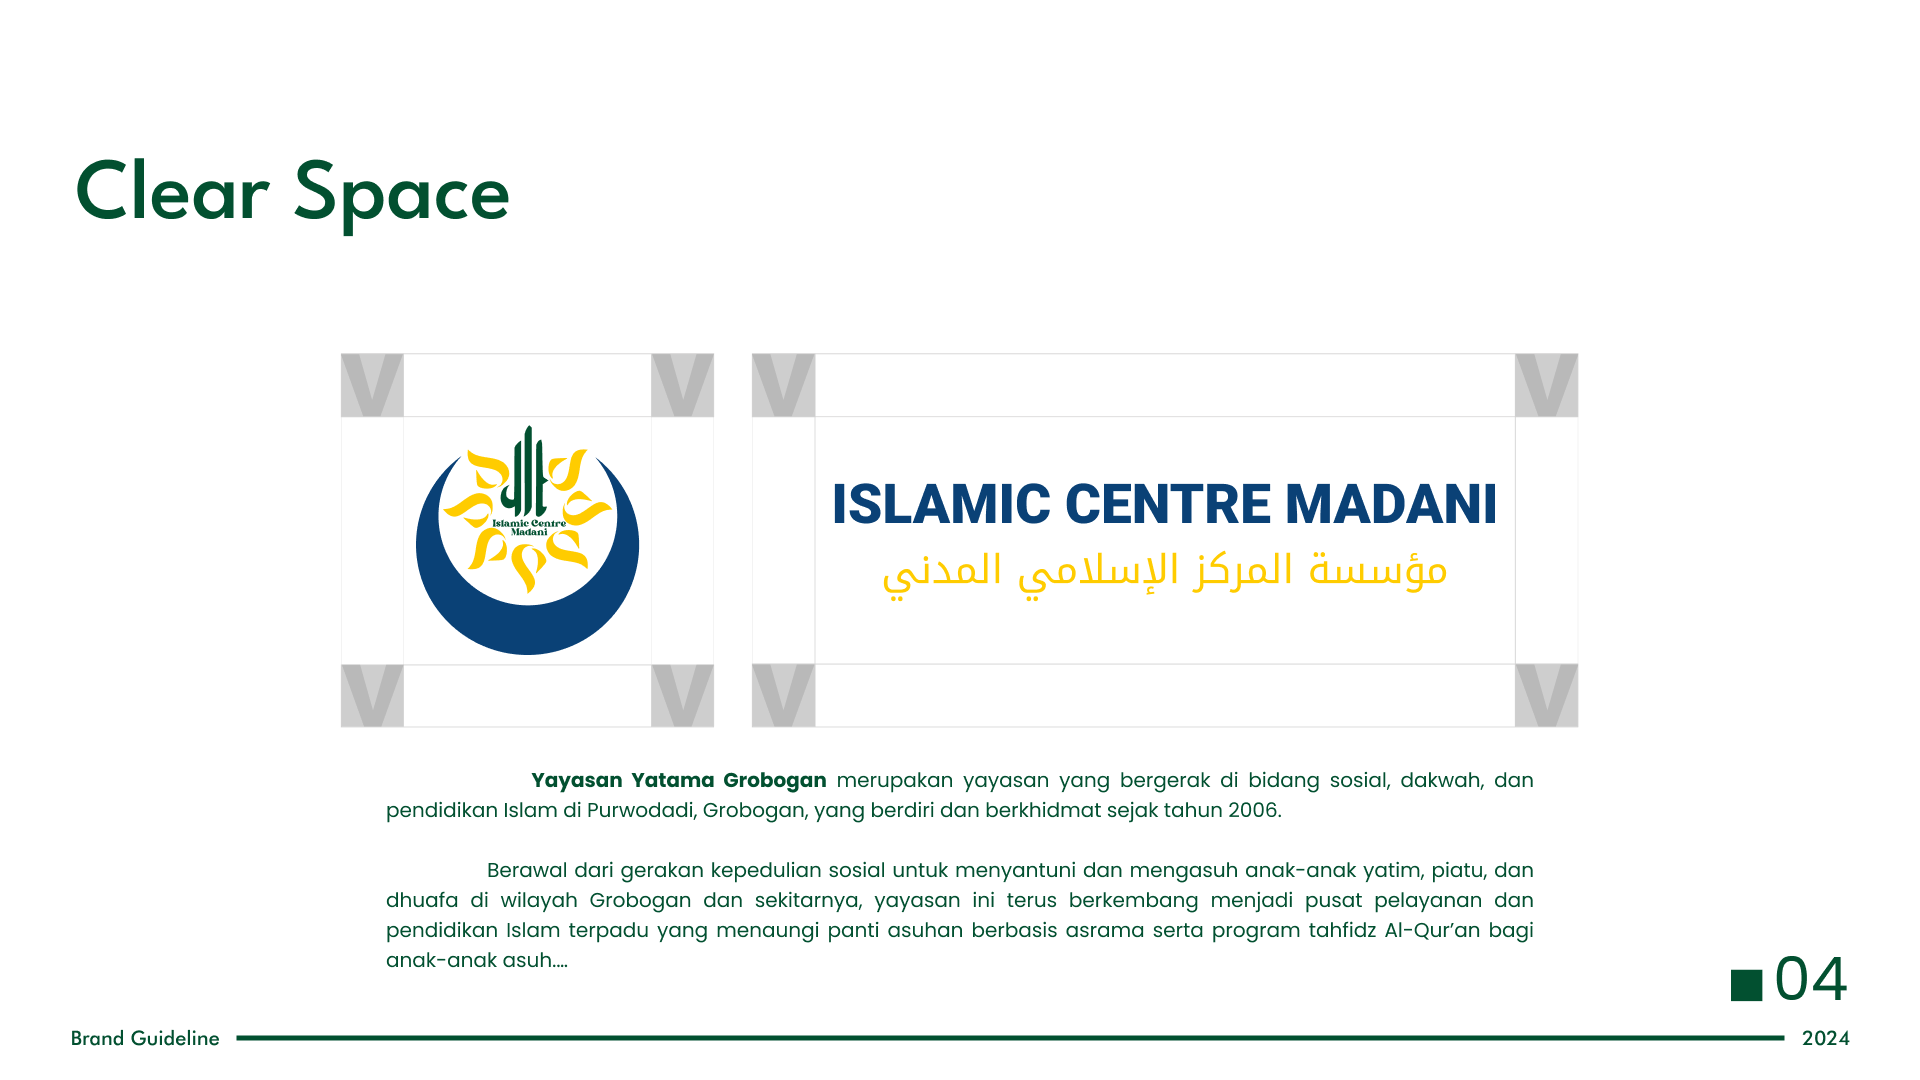 Clear Space
V V V V
Islamic Centre
Madani
ISLAMIC CENTRE MADANI
مؤسسة المركز الإسلامي المدني
V V V V
Yayasan Yatama Grobogan merupakan yayasan yang bergerak di bidang sosial, dakwah, dan
pendidikan Islam di Purwodadi, Grobogan, yang berdiri dan berkhidmat sejak tahun 2006.
Berawal dari gerakan kepedulian sosial untuk menyantuni dan mengasuh anak-anak yatim, piatu, dan
dhuafa di wilayah Grobogan dan sekitarnya, yayasan ini terus berkembang menjadi pusat pelayanan dan
pendidikan Islam terpadu yang menaungi panti asuhan berbasis asrama serta program tahfidz Al-Qur’an bagi
anak-anak asuh....
04
Brand Guideline
2024